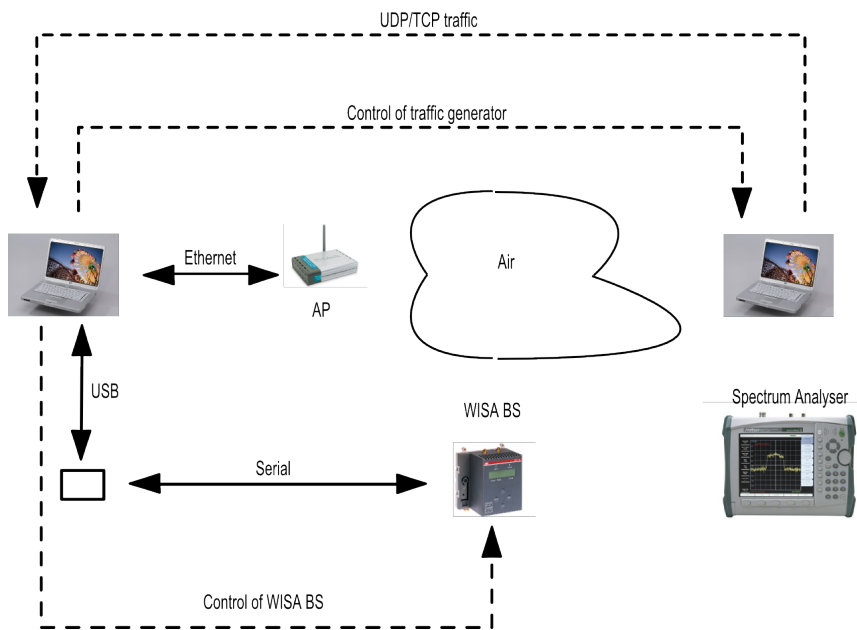 UDP/TCP traffic
Control of traffic generator
Ethernet
Air
AP
USB
WISA BS
Spectrum Analyser
Serial
Control of WISA BS